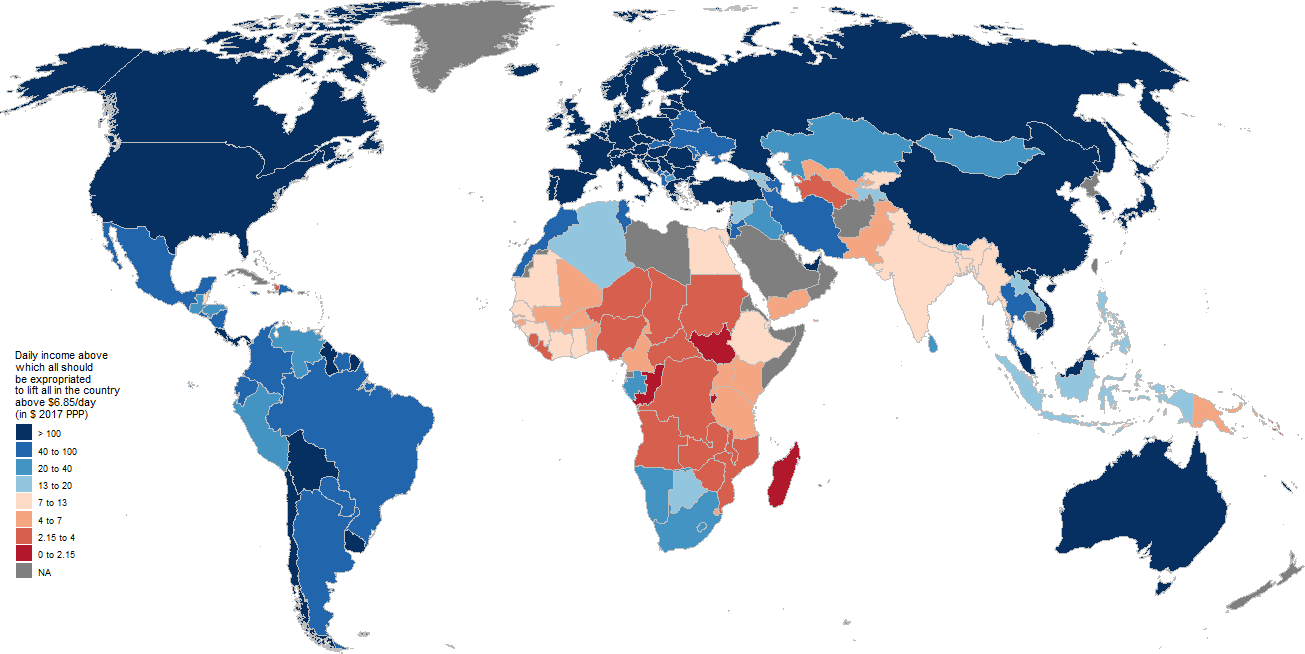 Daily income above
which all should
be expropriated
to lift all in the country
above $6.85/day
(in $ 2017 PPP)
> 100
40 to 100
20 to 40
13 to 20
7 to 13
4 to 7
2.15 to 4
0 to 2.15
NA